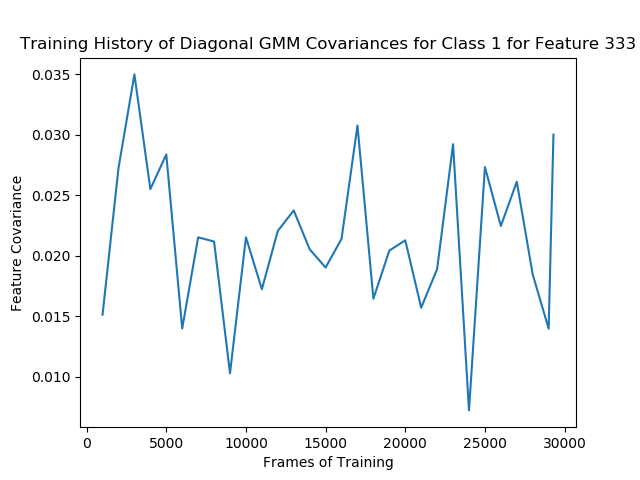 Training History of Diagonal GMM Covariances for Class 1 for Feature 333
0.035
0.030
0.025
0.020
0.015
0.010
Feature Covariance
0 5000 10000 15000 20000 25000 30000
Frames of Training